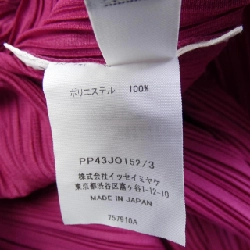 ポリエステル 100%
PP43JO152/3
株式会社イッセイミヤケ
東京都渋谷区富ヶ谷1-12-10
MADE IN JAPAN